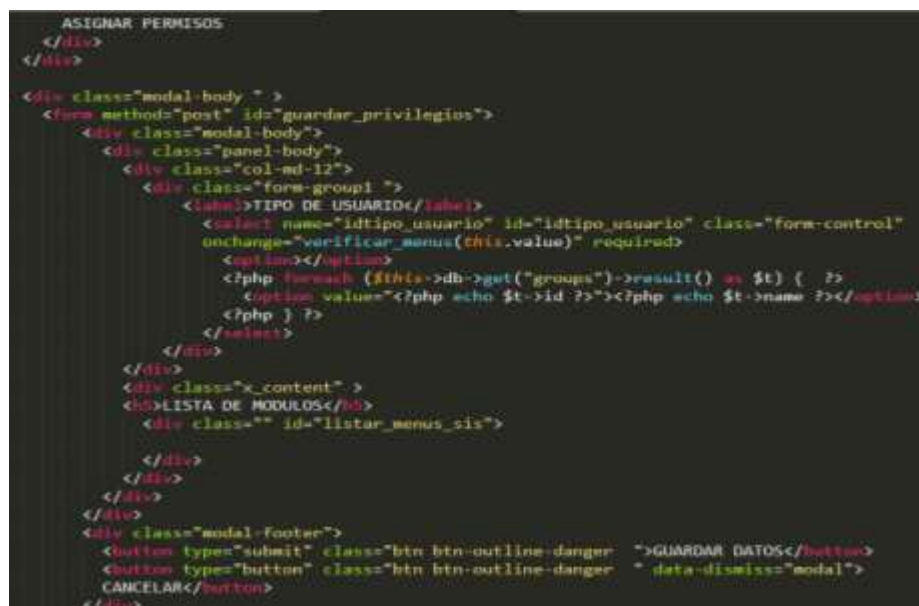 ASIGNAR PERMISOS
</div>
</div>
<div class="modal-body " >
<form method="post" id="guardar_privilegios">
<div class="modal-body">
<div class="panel-body">
<div class="col-md-12">
<div class="form-group1 ">
<label>TIPO DE USUARIO</label>
<select name="idtipo_usuario" id="idtipo_usuario" class="form-control"
onchange="verificar_menus(this.value)" required>
<option></option>
<?php foreach ($this->db->get("groups")->result() as $t) {  ?>
<option value="<?php echo $t->id ?>"><?php echo $t->name ?></option
<?php } ?>
</select>
</div>
</div>
<div class="x_content" >
<h5>LISTA DE MODULOS</h5>
<div class="" id="listar_menus_sis">
</div>
</div>
</div>
</div>
<div class="modal-footer">
<button type="submit" class="btn btn-outline-danger  ">GUARDAR DATOS</button>
<button type="button" class="btn btn-outline-danger  " data-dismiss="modal">
CANCELAR</button>
</div>